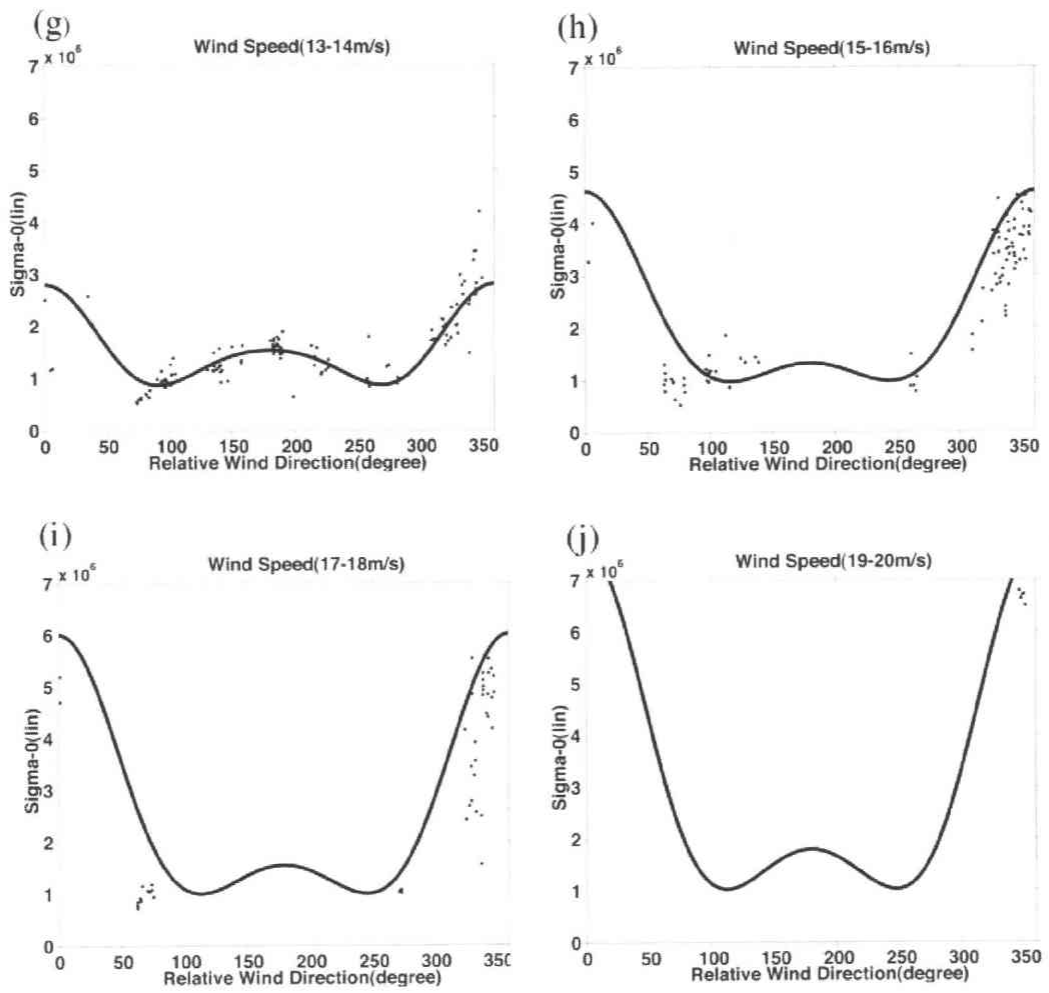 (g)
Wind Speed(13-14m/s)
7 x 10⁶
6
5
4
3
2
1
0
Sigma-0(lin)
0 50 100 150 200 250 300 350
Relative Wind Direction(degree)
(h)
Wind Speed(15-16m/s)
7 x 10⁶
6
5
4
3
2
1
0
Sigma-0(lin)
0 50 100 150 200 250 300 350
Relative Wind Direction(degree)
(i)
Wind Speed(17-18m/s)
7 x 10⁶
6
5
4
3
2
1
0
Sigma-0(lin)
0 50 100 150 200 250 300 350
Relative Wind Direction(degree)
(j)
Wind Speed(19-20m/s)
7 x 10⁶
6
5
4
3
2
1
0
Sigma-0(lin)
0 50 100 150 200 250 300 350
Relative Wind Direction(degree)